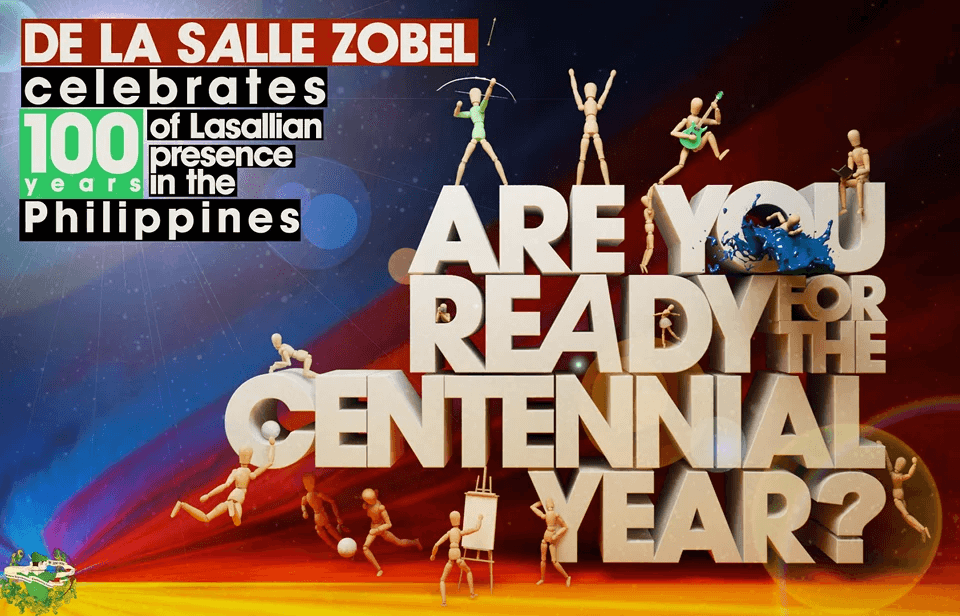 DE LA SALLE ZOBEL
celebrates
100 years
of Lasallian
presence
in the
Philippines
ARE YOU
READY FOR THE
CENTENNIAL
YEAR?